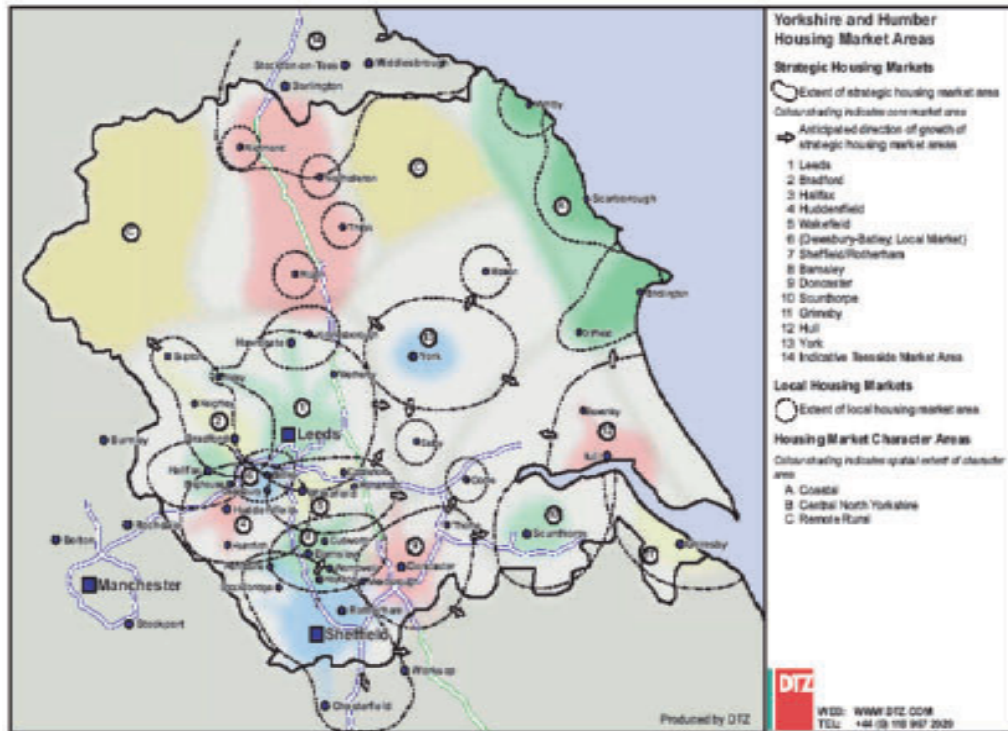 Yorkshire and Humber
Housing Market Areas
Strategic Housing Markets
Extent of strategic housing market area
Colour shading indicates core market area
Anticipated direction of growth of
strategic housing market areas
1 Leeds
2 Bradford
3 Halifax
4 Huddersfield
5 Wakefield
6 (Dewsbury-Batley; Local Market)
7 Sheffield/Rotherham
8 Barnsley
9 Doncaster
10 Scunthorpe
11 Grimsby
12 Hull
13 York
14 Indicative Teesside Market Area
Local Housing Markets
Extent of local housing market area
Housing Market Character Areas
Colour shading indicates spatial extent of character
area
A Coastal
B Central North Yorkshire
C Remote Rural
DTZ
WEB: WWW.DTZ.COM
Produced by DTZ
Stockton-on-Tees
Middlesbrough
Darlington
Whitby
Richmond
Northallerton
Scarborough
Thirsk
Ripon
Malton
Bridlington
Driffield
Harrogate
Knaresborough
York
Wetherby
Skipton
Keighley
Leeds
Bradford
Burnley
Selby
Beverley
Hull
Halifax
Goole
Huddersfield
Rochdale
Bolton
Manchester
Stockport
Barnsley
Doncaster
Thorne
Scunthorpe
Grimsby
Rotherham
Sheffield
Worksop
Chesterfield